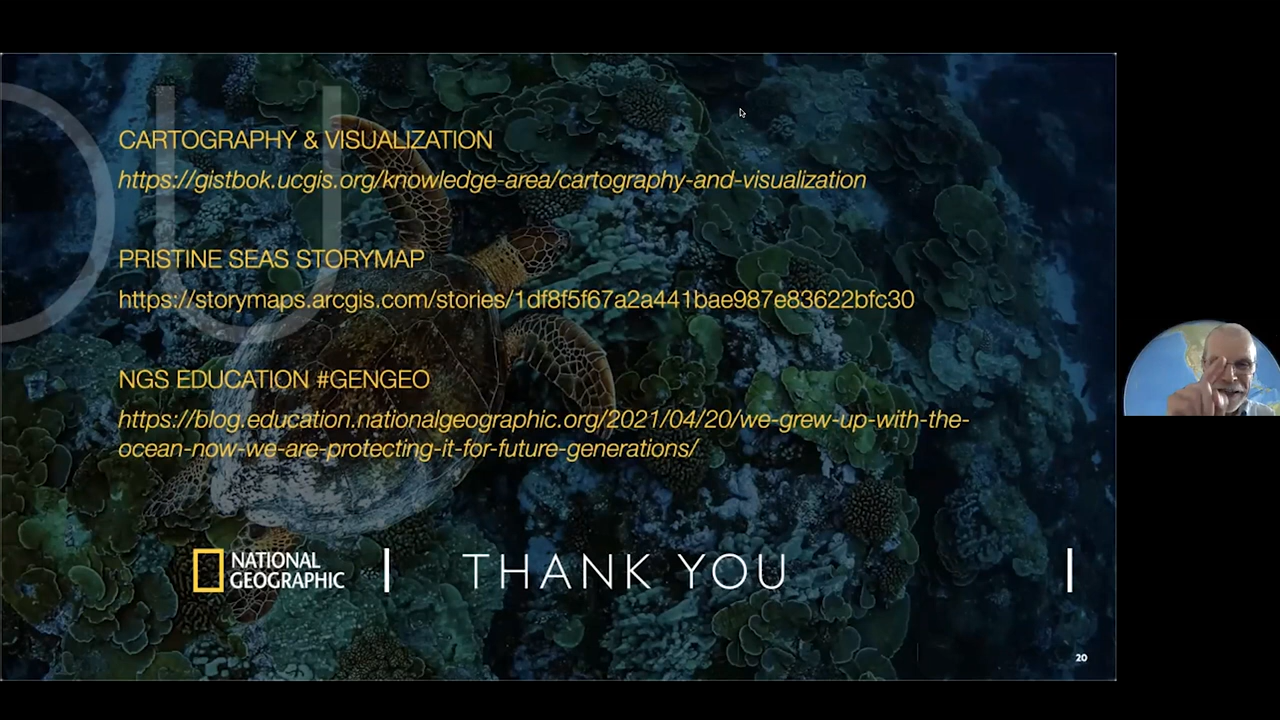 CARTOGRAPHY & VISUALIZATION
https://gistbok.ucgis.org/knowledge-area/cartography-and-visualization
PRISTINE SEAS STORYMAP
https://storymaps.arcgis.com/stories/1df8f5f67a2a441bae987e83622bfc30
NGS EDUCATION #GENGEO
https://blog.education.nationalgeographic.org/2021/04/20/we-grew-up-with-the-
ocean-now-we-are-protecting-it-for-future-generations/
NATIONAL
GEOGRAPHIC
THANK YOU
20